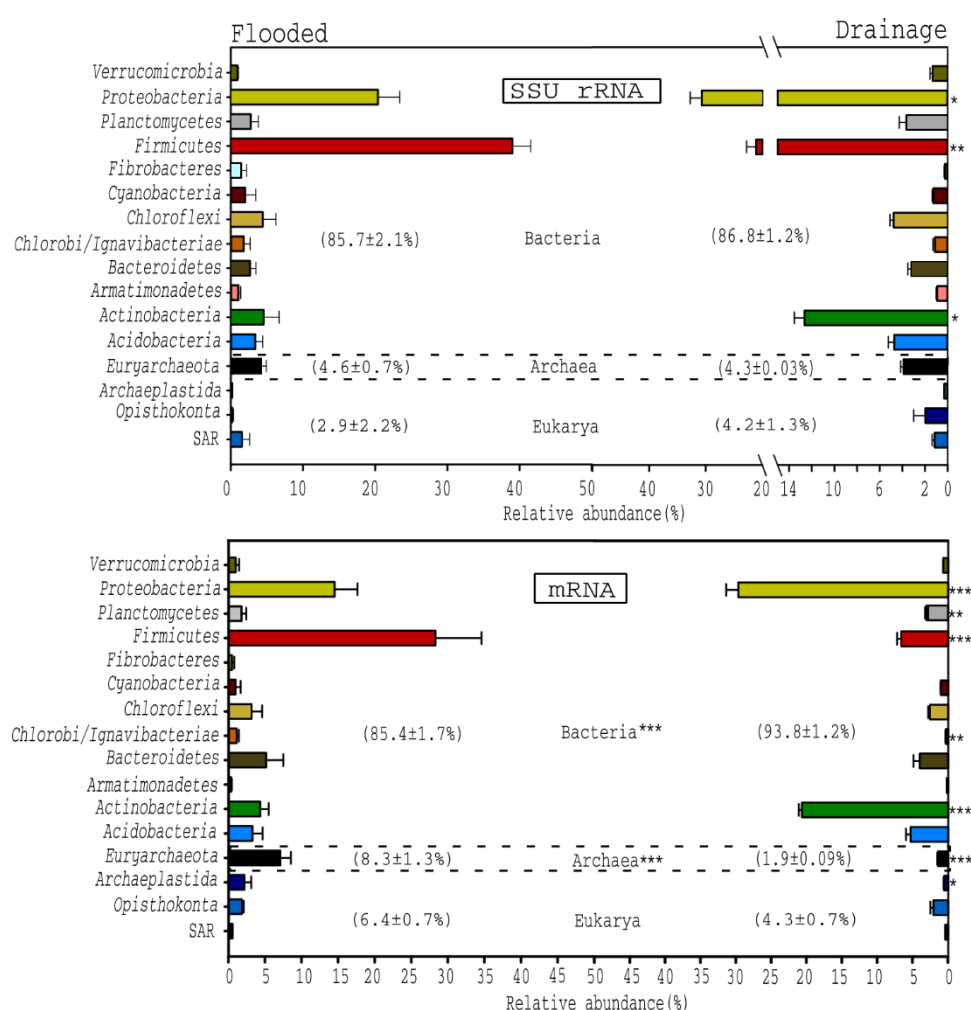 Flooded Drainage
SSU rRNA
Verrucomicrobia
Proteobacteria *
Planctomycetes
Firmicutes **
Fibrobacteres
Cyanobacteria
Chloroflexi
(85.7±2.1%) Bacteria (86.8±1.2%)
Chlorobi/Ignavibacteriae
Bacteroidetes
Armatimonadetes
Actinobacteria *
Acidobacteria
Euryarchaeota (4.6±0.7%) Archaea (4.3±0.03%)
Archaeplastida
Opisthokonta
(2.9±2.2%) Eukarya (4.2±1.3%)
SAR
0 10 20 30 40 50 50 40 30 20 14 10 6 2 0
Relative abundance(%)
mRNA
Verrucomicrobia
Proteobacteria ***
Planctomycetes **
Firmicutes ***
Fibrobacteres
Cyanobacteria
Chloroflexi
Chlorobi/Ignavibacteriae (85.4±1.7%) Bacteria*** (93.8±1.2%) **
Bacteroidetes
Armatimonadetes
Actinobacteria ***
Acidobacteria
Euryarchaeota (8.3±1.3%) Archaea*** (1.9±0.09%) ***
Archaeplastida *
Opisthokonta
(6.4±0.7%) Eukarya (4.3±0.7%)
SAR
0 5 10 15 20 25 30 35 40 45 50 45 40 35 30 25 20 15 10 5 0
Relative abundance(%)